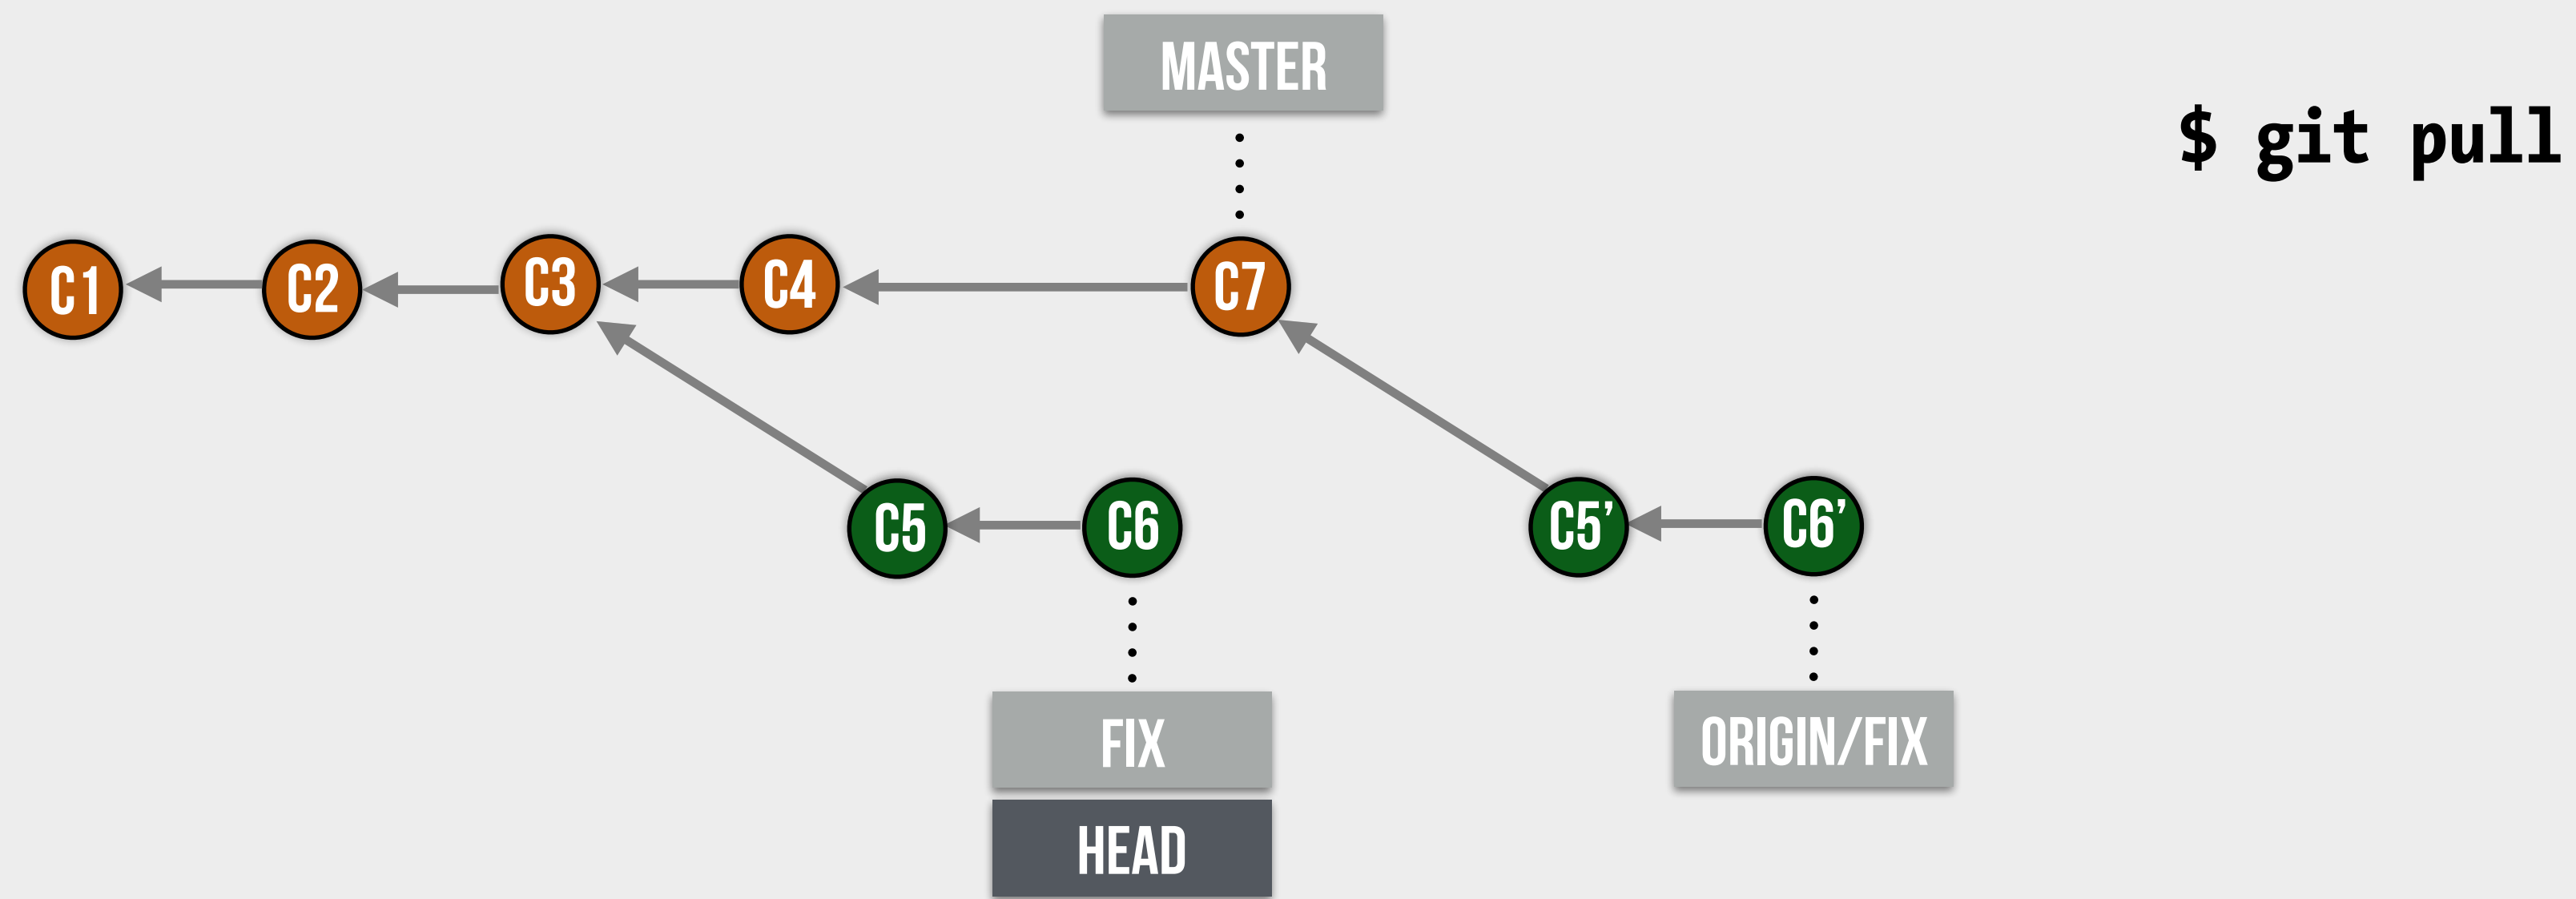 MASTER
$ git pull
C1
C2
C3
C4
C7
C5
C6
C5’
C6’
FIX
ORIGIN/FIX
HEAD